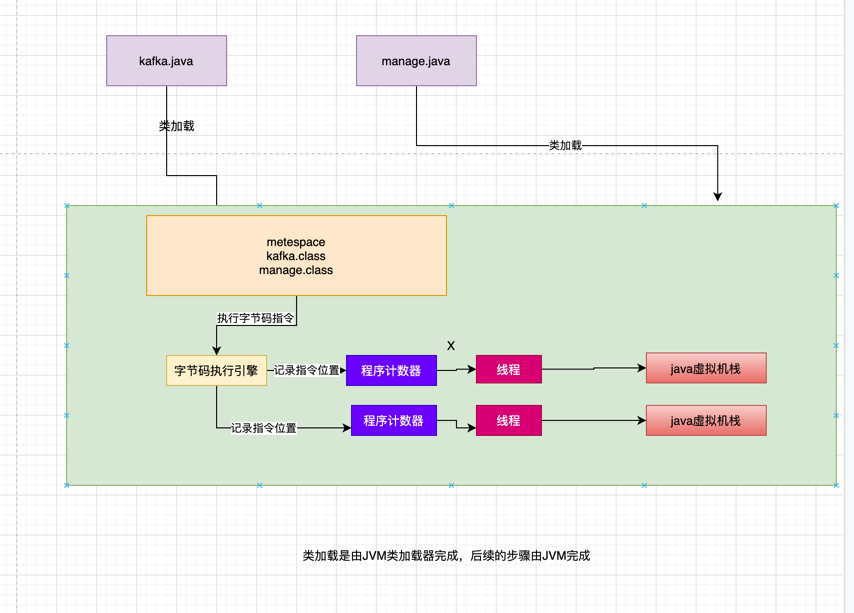 kafka.java
manage.java
类加载
类加载
metespace
kafka.class
manage.class
执行字节码指令
X
字节码执行引擎
记录指令位置
程序计数器
线程
java虚拟机栈
记录指令位置
程序计数器
线程
java虚拟机栈
类加载是由JVM类加载器完成，后续的步骤由JVM完成